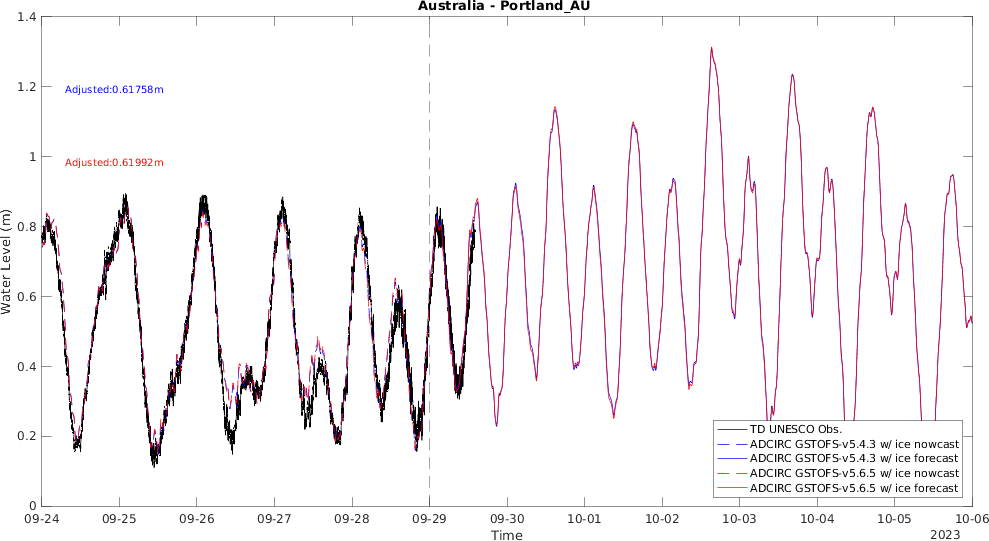 Australia - Portland_AU
1.4
1.2
1
0.8
0.6
0.4
0.2
0
Water Level (m)
Adjusted:0.61758m
Adjusted:0.61992m
TD UNESCO Obs.
ADCIRC GSTOFS-v5.4.3 w/ ice nowcast
ADCIRC GSTOFS-v5.4.3 w/ ice forecast
ADCIRC GSTOFS-v5.6.5 w/ ice nowcast
ADCIRC GSTOFS-v5.6.5 w/ ice forecast
09-24 09-25 09-26 09-27 09-28 09-29 09-30 10-01 10-02 10-03 10-04 10-05 10-06
Time
2023